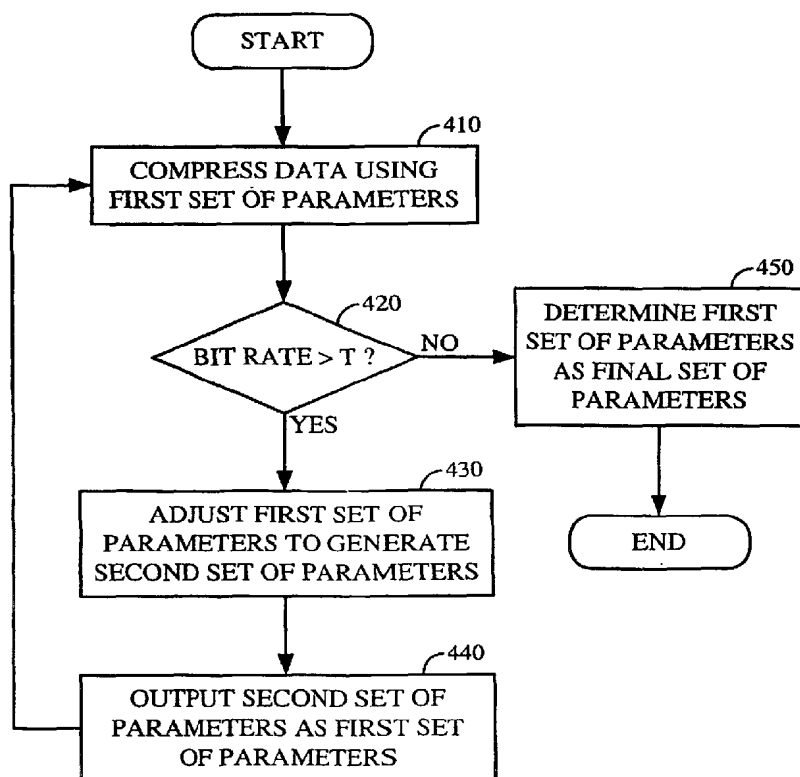 START
410
COMPRESS DATA USING
FIRST SET OF PARAMETERS
420
BIT RATE > T ?
NO
YES
450
DETERMINE FIRST
SET OF PARAMETERS
AS FINAL SET OF
PARAMETERS
430
ADJUST FIRST SET OF
PARAMETERS TO GENERATE
SECOND SET OF PARAMETERS
END
440
OUTPUT SECOND SET OF
PARAMETERS AS FIRST SET
OF PARAMETERS